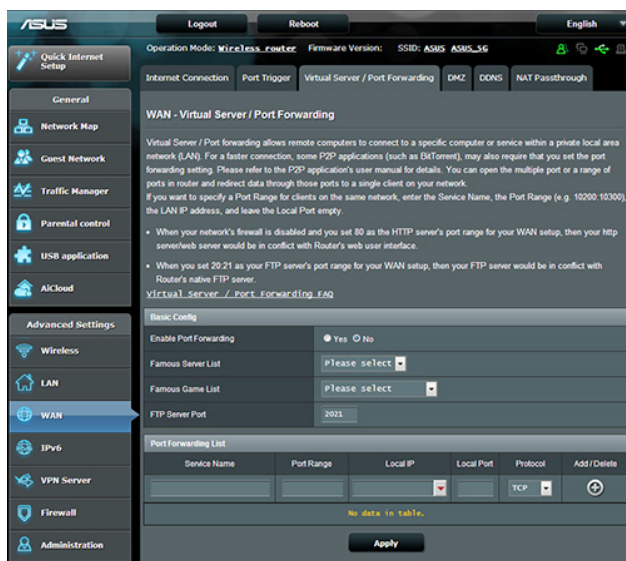 ASUS
Logout
Reboot
English
Quick Internet
Setup
Operation Mode: Wireless router Firmware Version: SSID: ASUS ASUS_5G
Internet Connection
Port Trigger
Virtual Server / Port Forwarding
DMZ
DDNS
NAT Passthrough
General
Network Map
Guest Network
Traffic Manager
Parental control
USB application
AiCloud
Advanced Settings
Wireless
LAN
WAN
IPv6
VPN Server
Firewall
Administration
WAN - Virtual Server / Port Forwarding
Virtual Server / Port forwarding allows remote computers to connect to a specific computer or service within a private local area
network (LAN). For a faster connection, some P2P applications (such as BitTorrent), may also require that you set the port
forwarding setting. Please refer to the P2P application's user manual for details. You can open the multiple port or a range of
ports in router and redirect data through those ports to a single client on your network.
If you want to specify a Port Range for clients on the same network, enter the Service Name, the Port Range (e.g. 10200:10300),
the LAN IP address, and leave the Local Port empty.
• When your network's firewall is disabled and you set 80 as the HTTP server's port range for your WAN setup, then your http
server/web server would be in conflict with Router's web user interface.
• When you set 20:21 as your FTP server's port range for your WAN setup, then your FTP server would be in conflict with
Router's native FTP server.
Virtual Server / Port Forwarding FAQ
Basic Config
Enable Port Forwarding Yes No
Famous Server List Please select
Famous Game List Please select
FTP Server Port 2021
Port Forwarding List
Service Name Port Range Local IP Local Port Protocol Add / Delete
TCP
No data in table.
Apply